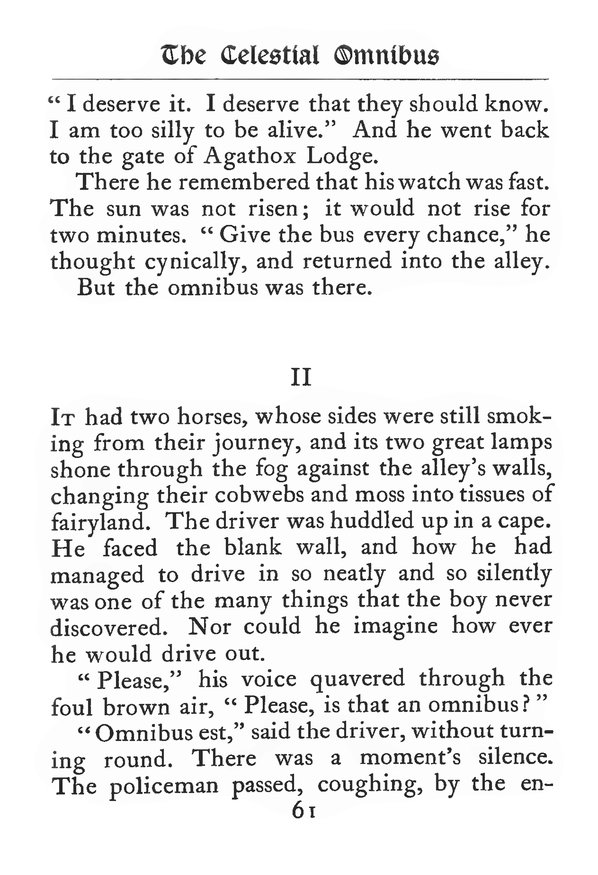 The Celestial Omnibus
“ I deserve it. I deserve that they should know.
I am too silly to be alive.” And he went back
to the gate of Agathox Lodge.
There he remembered that his watch was fast.
The sun was not risen; it would not rise for
two minutes. “ Give the bus every chance,” he
thought cynically, and returned into the alley.
But the omnibus was there.
II
It had two horses, whose sides were still smok-
ing from their journey, and its two great lamps
shone through the fog against the alley’s walls,
changing their cobwebs and moss into tissues of
fairyland. The driver was huddled up in a cape.
He faced the blank wall, and how he had
managed to drive in so neatly and so silently
was one of the many things that the boy never
discovered. Nor could he imagine how ever
he would drive out.
“ Please,” his voice quavered through the
foul brown air, “ Please, is that an omnibus? ”
“ Omnibus est,” said the driver, without turn-
ing round. There was a moment’s silence.
The policeman passed, coughing, by the en-
61